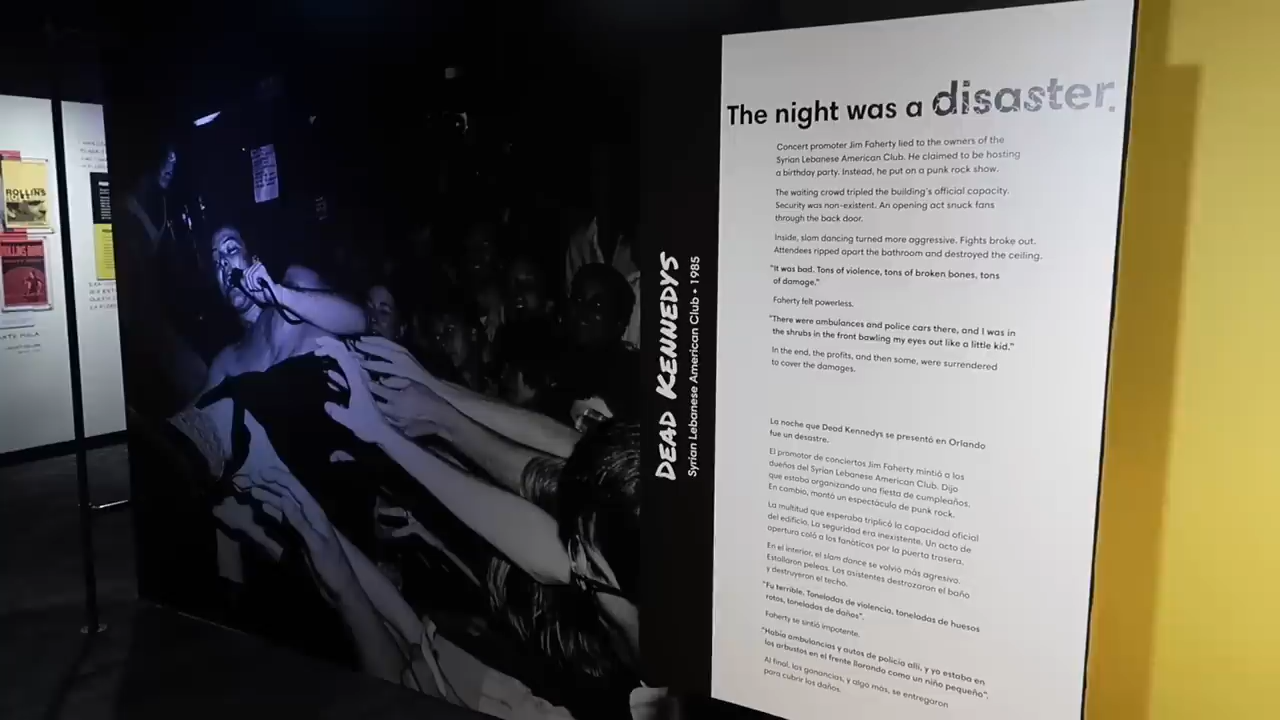 ROLLINS
ROLLINS BAND
DEAD KENNEDYS
Syrian Lebanese American Club • 1985
The night was a disaster.
Concert promoter Jim Faherty lied to the owners of the
Syrian Lebanese American Club. He claimed to be hosting
a birthday party. Instead, he put on a punk rock show.
The waiting crowd tripled the building's official capacity.
Security was non-existent. An opening act snuck fans
through the back door.
Inside, slam dancing turned more aggressive. Fights broke out.
Attendees ripped apart the bathroom and destroyed the ceiling.
"It was bad. Tons of violence, tons of broken bones, tons
of damage."
Faherty felt powerless.
"There were ambulances and police cars there, and I was in
the shrubs in the front bawling my eyes out like a little kid."
In the end, the profits, and then some, were surrendered
to cover the damages.
La noche que Dead Kennedys se presentó en Orlando
fue un desastre.
El promotor de conciertos Jim Faherty mintió a los
dueños del Syrian Lebanese American Club. Dijo
que estaba organizando una fiesta de cumpleaños.
En cambio, montó un espectáculo de punk rock.
La multitud que esperaba triplicó la capacidad oficial
del edificio. La seguridad era inexistente. Un acto de
apertura coló a los fanáticos por la puerta trasera.
En el interior, el slam dance se volvió más agresivo.
Estallaron peleas. Los asistentes destrozaron el baño
y destruyeron el techo.
"Fu terrible. Toneladas de violencia, toneladas de huesos
rotos, toneladas de daños".
Faherty se sintió impotente.
"Había ambulancias y autos de policía allí, y yo estaba en
los arbustos en el frente llorando como un niño pequeño".
Al final, las ganancias, y algo más, se entregaron
para cubrir los daños.